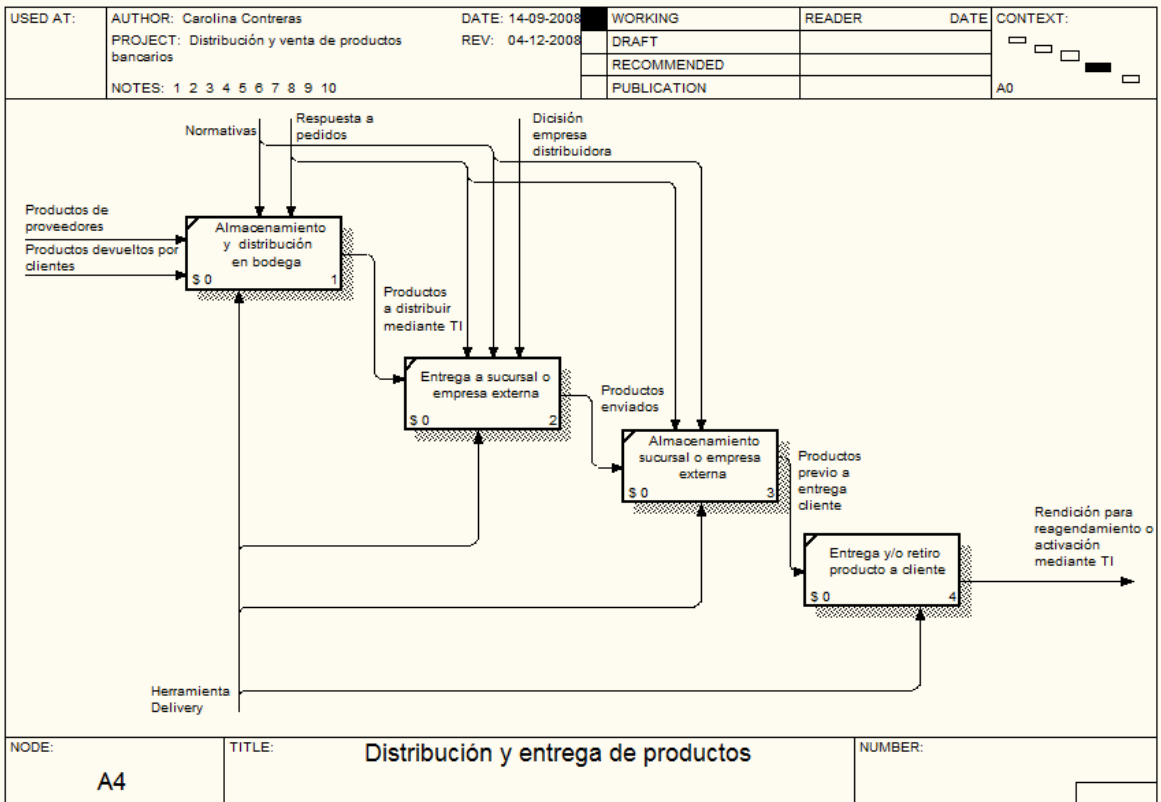 USED AT:
AUTHOR: Carolina Contreras
DATE: 14-09-2008
PROJECT: Distribución y venta de productos
bancarios
REV: 04-12-2008
NOTES: 1 2 3 4 5 6 7 8 9 10
WORKING
DRAFT
RECOMMENDED
PUBLICATION
READER
DATE
CONTEXT:
A0
Normativas
Respuesta a
pedidos
Dicisión
empresa
distribuidora
Productos de
proveedores
Productos devueltos por
clientes
Almacenamiento
y distribución
en bodega
$ 0
1
Productos
a distribuir
mediante TI
Entrega a sucursal o
empresa externa
$ 0
2
Productos
enviados
Almacenamiento
sucursal o empresa
externa
$ 0
3
Productos
previo a
entrega
cliente
Entrega y/o retiro
producto a cliente
$ 0
4
Rendición para
reagendamiento o
activación
mediante TI
Herramienta
Delivery
NODE:
A4
TITLE:
Distribución y entrega de productos
NUMBER: